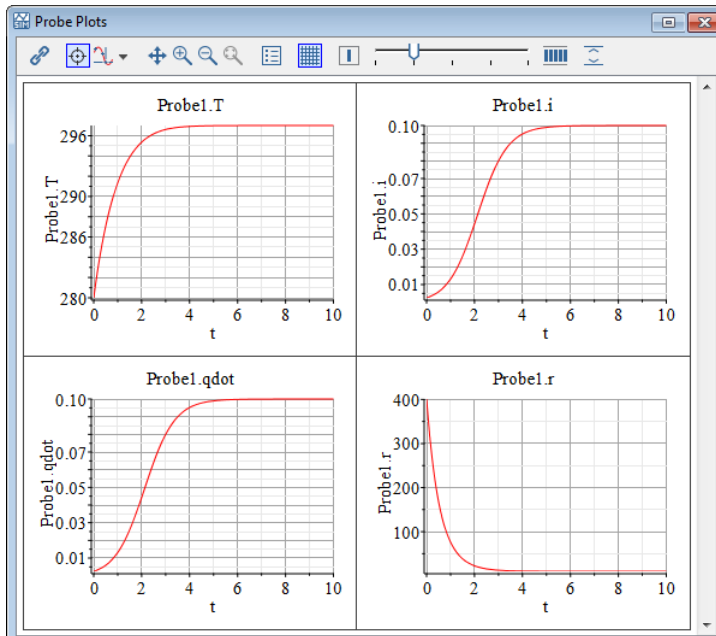 Probe Plots
SIM
Probe1.T
296
290
286
280
Probe1.T
0 2 4 6 8 10
t
Probe1.i
0.10
0.07
0.05
0.03
0.01
Probe1.i
0 2 4 6 8 10
t
Probe1.qdot
0.10
0.07
0.05
0.03
0.01
Probe1.qdot
0 2 4 6 8 10
t
Probe1.r
400
300
200
100
Probe1.r
0 2 4 6 8 10
t